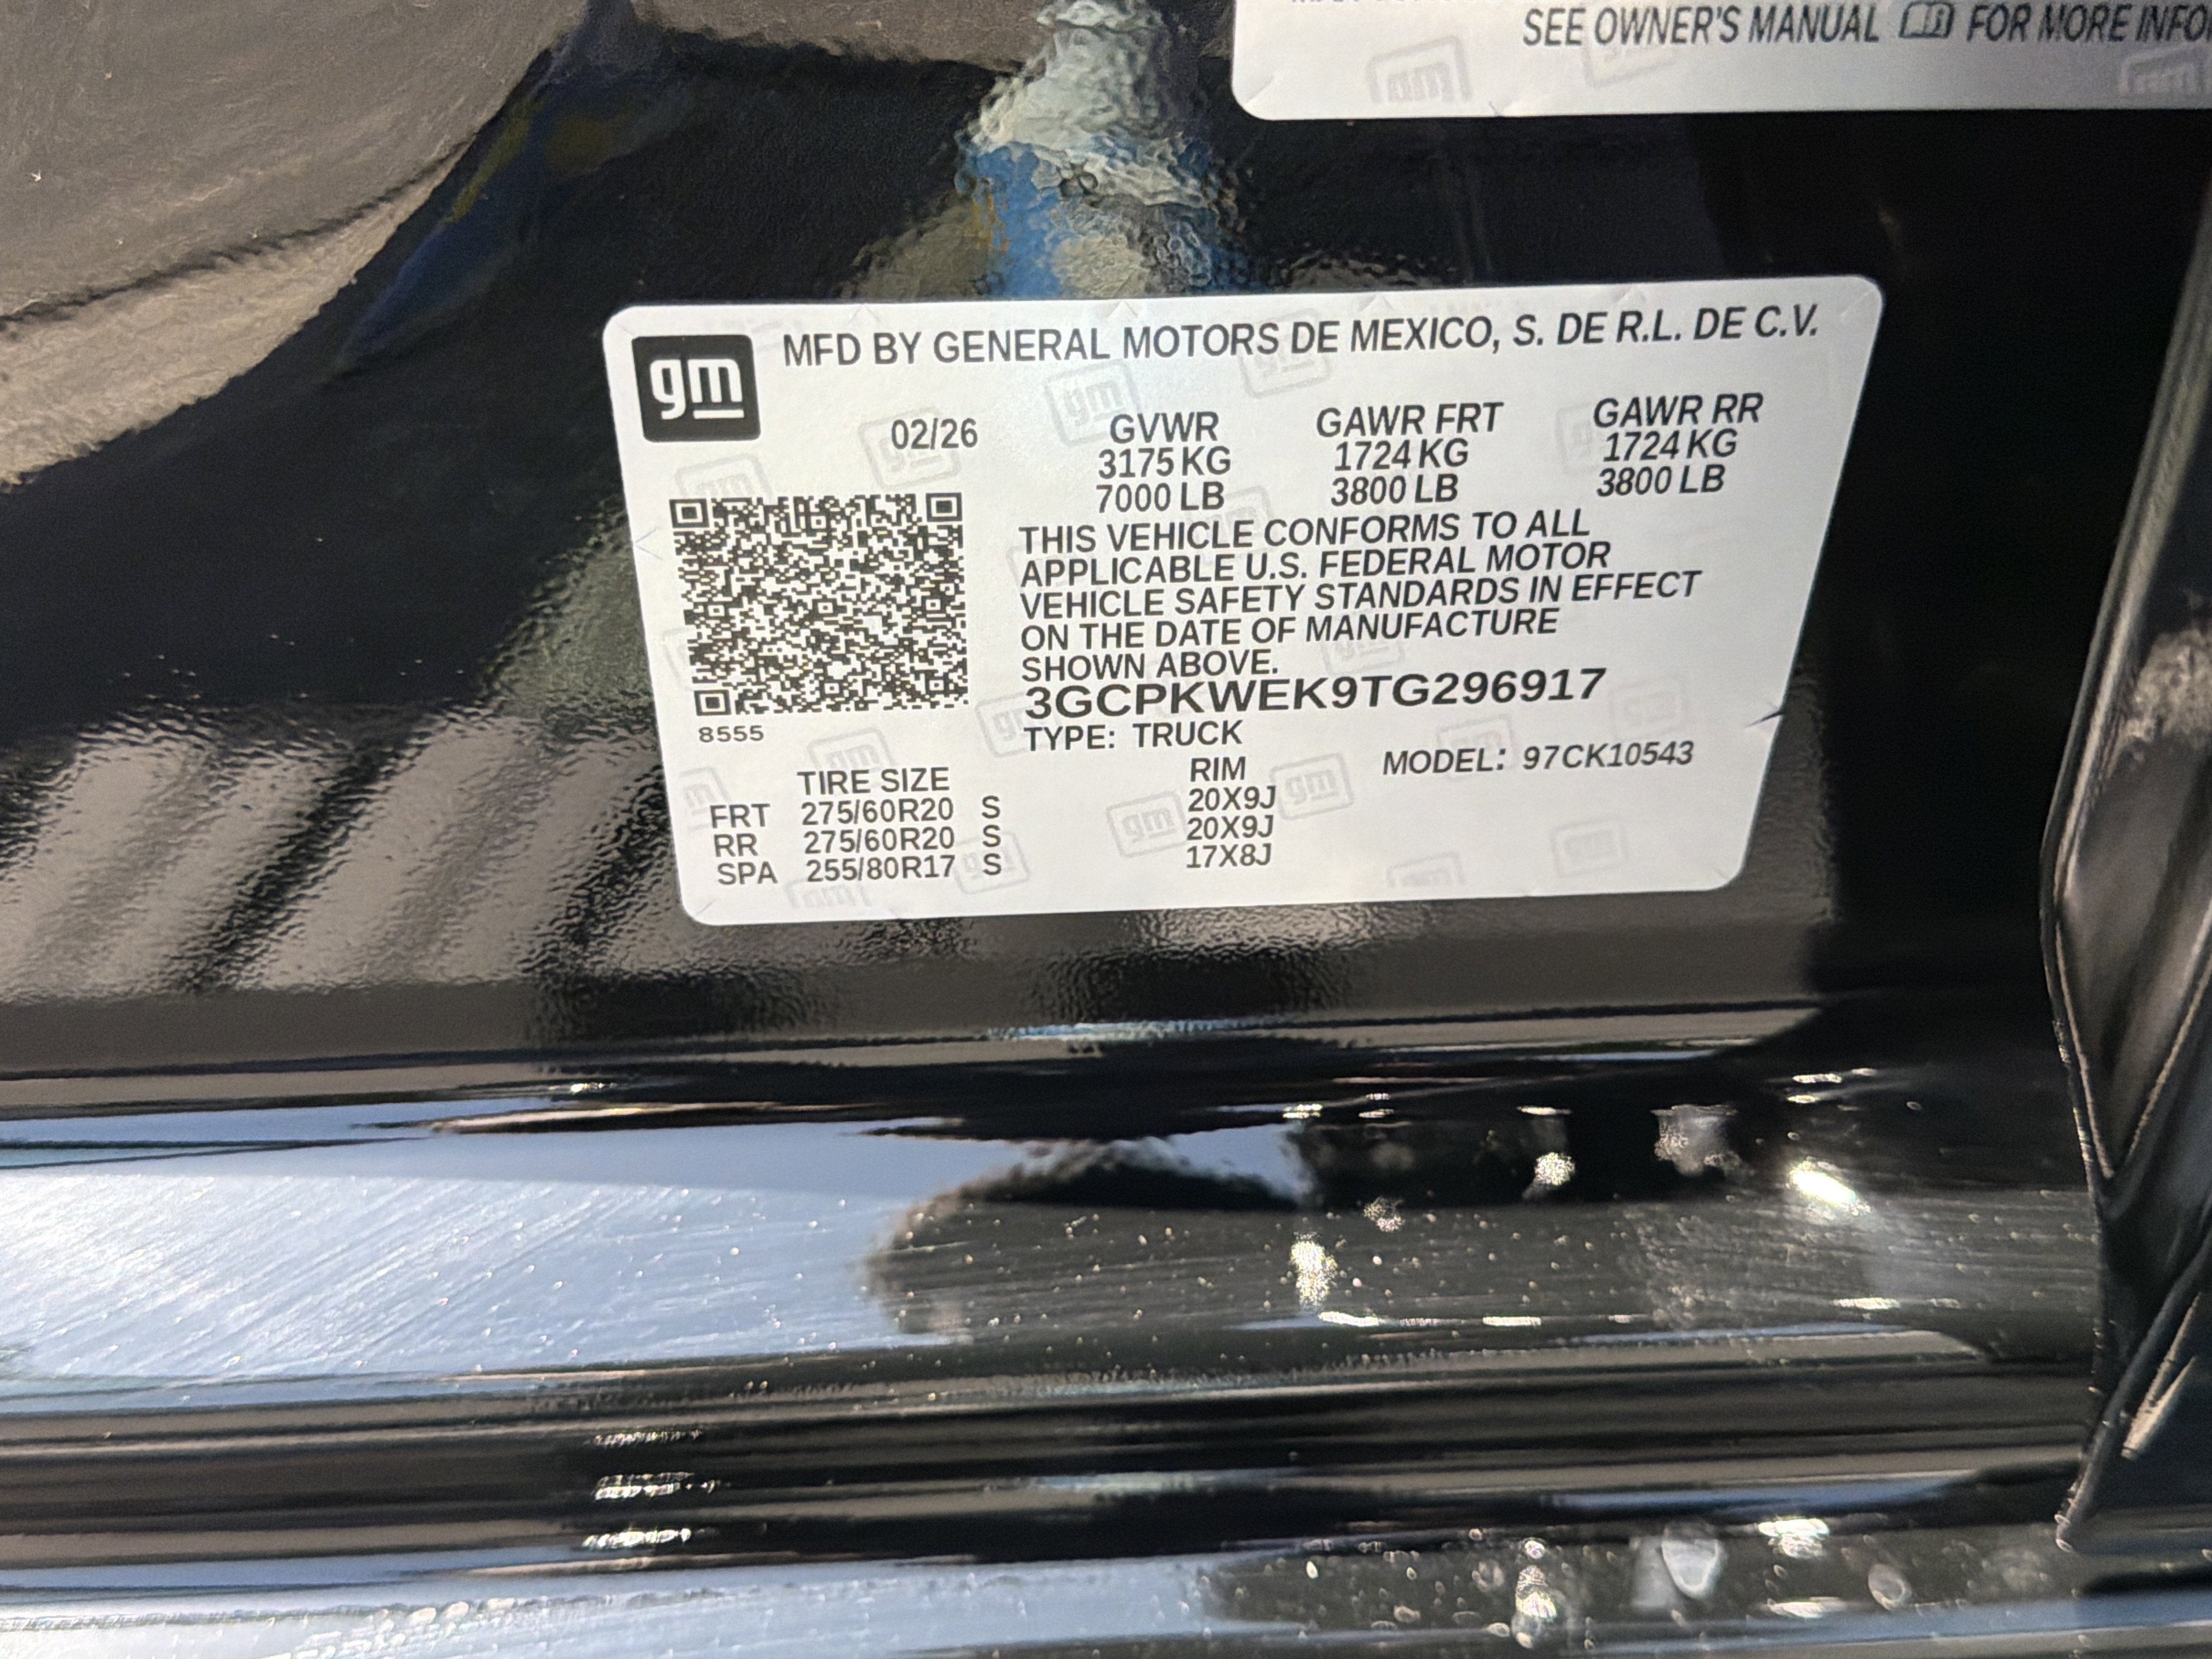 SEE OWNER'S MANUAL FOR MORE INFO
gm
MFD BY GENERAL MOTORS DE MEXICO, S. DE R.L. DE C.V.
02/26 GVWR GAWR FRT GAWR RR
3175 KG 1724 KG 1724 KG
7000 LB 3800 LB 3800 LB
THIS VEHICLE CONFORMS TO ALL
APPLICABLE U.S. FEDERAL MOTOR
VEHICLE SAFETY STANDARDS IN EFFECT
ON THE DATE OF MANUFACTURE
SHOWN ABOVE.
3GCPKWEK9TG296917
8555
TYPE: TRUCK
MODEL: 97CK10543
TIRE SIZE RIM
FRT 275/60R20 S 20X9J
RR 275/60R20 S 20X9J
SPA 255/80R17 S 17X8J